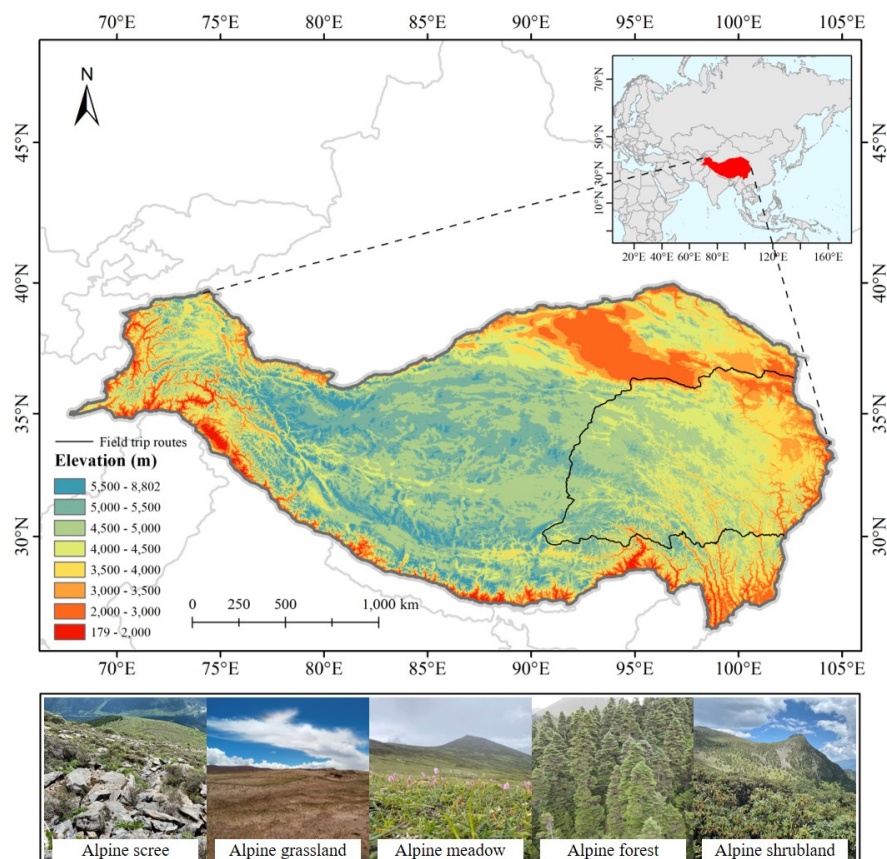 70°E 75°E 80°E 85°E 90°E 95°E 100°E 105°E
N
45°N
40°N
35°N
30°N
70°N
50°N
30°N
10°N
20°E 40°E 60°E 80°E 120°E 160°E
45°N
40°N
35°N
30°N
Field trip routes
Elevation (m)
5,500 - 8,802
5,000 - 5,500
4,500 - 5,000
4,000 - 4,500
3,500 - 4,000
3,000 - 3,500
2,000 - 3,000
179 - 2,000
0 250 500 1,000 km
70°E 75°E 80°E 85°E 90°E 95°E 100°E 105°E
Alpine scree Alpine grassland Alpine meadow Alpine forest Alpine shrubland